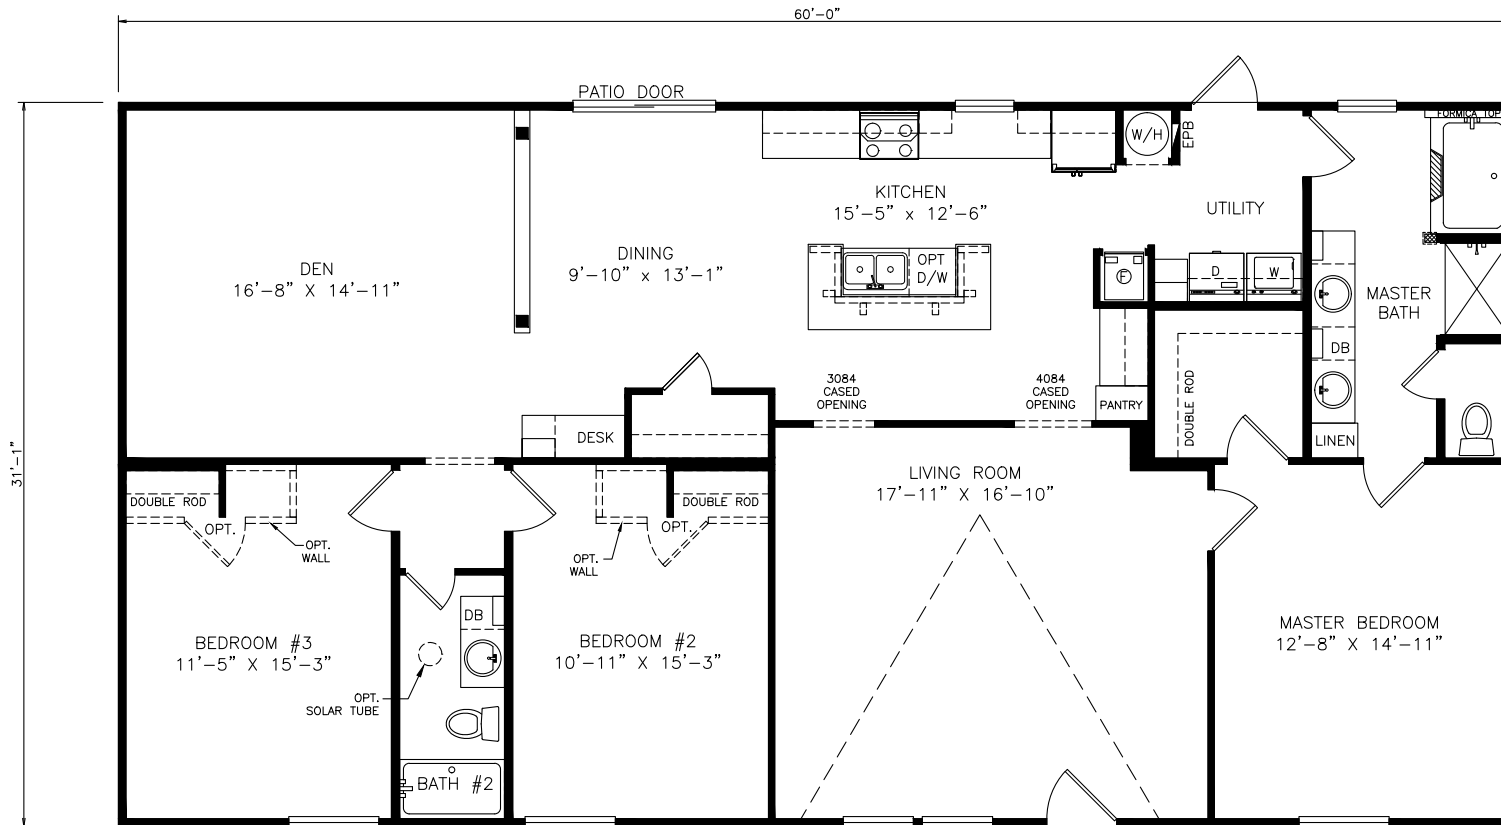 60'-0"
PATIO DOOR
FORMICA TOP
W/H
EPB
KITCHEN
15'-5" x 12'-6"
UTILITY
DINING
9'-10" x 13'-1"
DEN
16'-8" X 14'-11"
OPT
D/W
F
D
W
MASTER
BATH
DB
3084
CASED
OPENING
4084
CASED
OPENING
PANTRY
DOUBLE ROD
LINEN
DESK
31'-1"
LIVING ROOM
17'-11" X 16'-10"
DOUBLE ROD
OPT.
OPT.
WALL
DOUBLE ROD
OPT.
OPT.
WALL
DB
BEDROOM #3
11'-5" X 15'-3"
BEDROOM #2
10'-11" X 15'-3"
MASTER BEDROOM
12'-8" X 14'-11"
OPT.
SOLAR TUBE
BATH #2